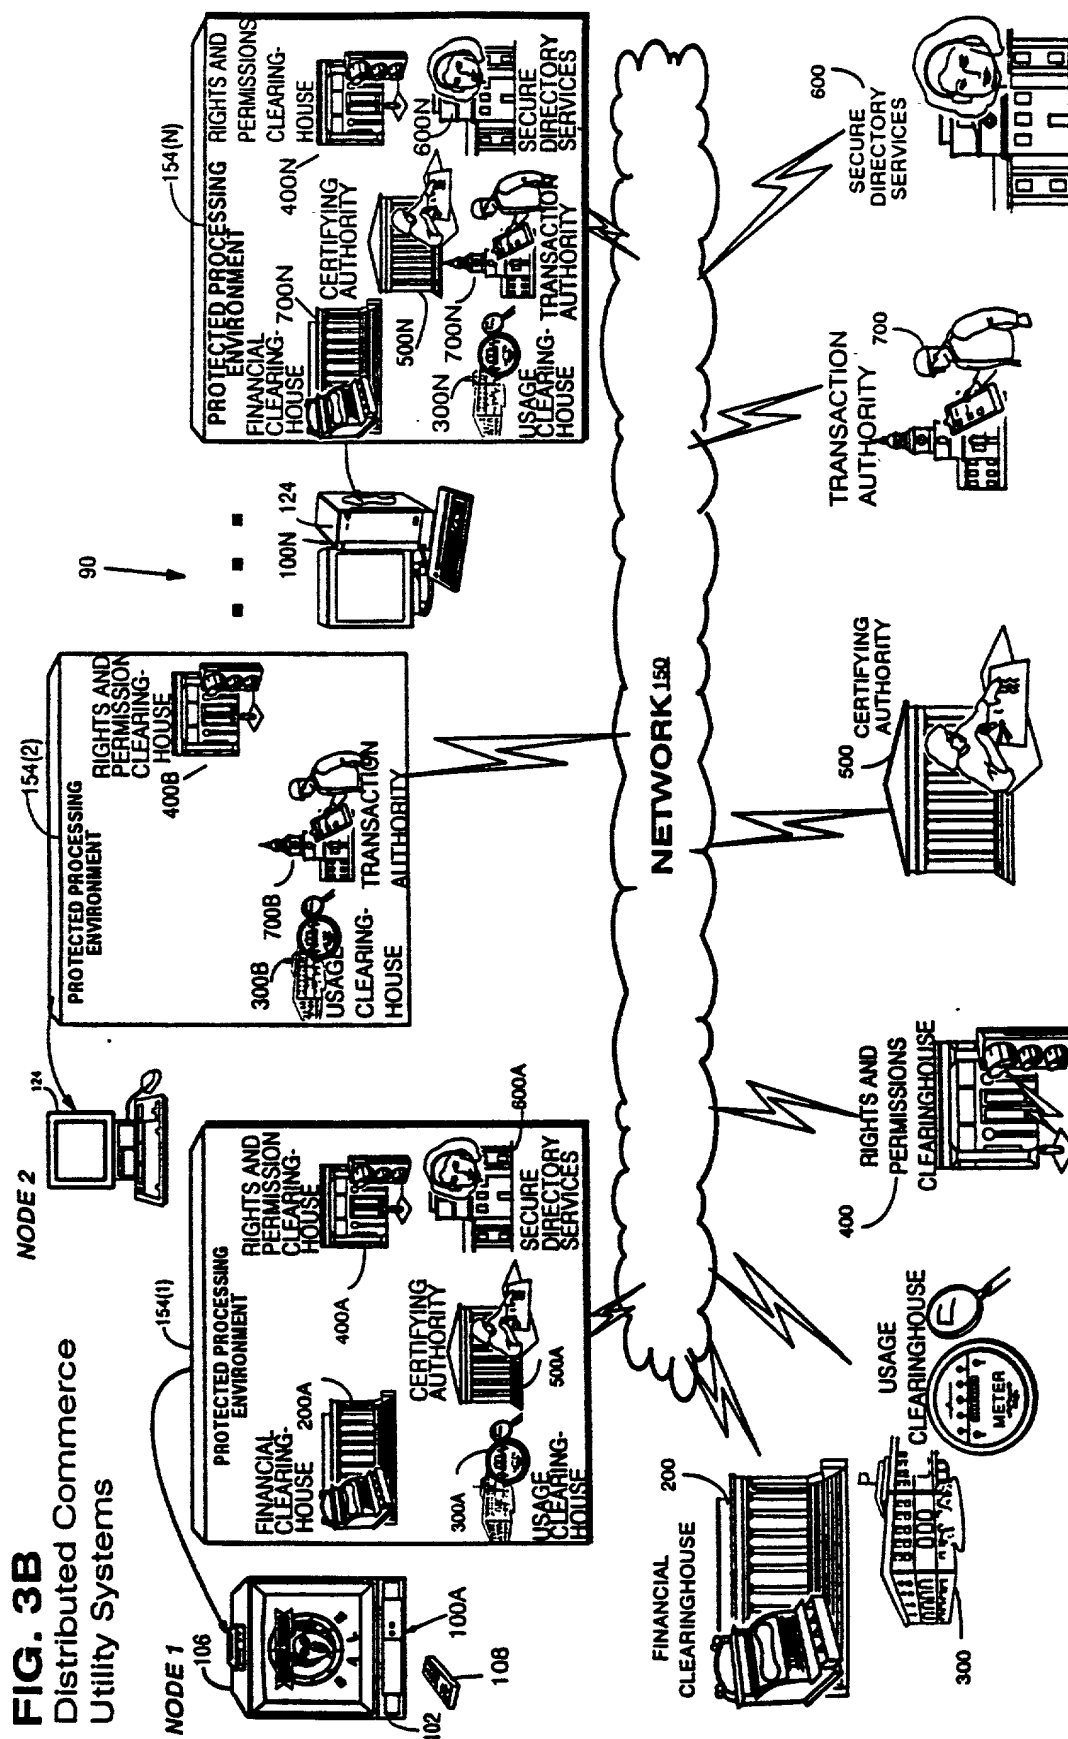 FIG. 3B
Distributed Commerce
Utility Systems
NODE 1
106
102
100A
108
154(1)
PROTECTED PROCESSING
ENVIRONMENT
FINANCIAL
CLEARING-
HOUSE
200A
RIGHTS AND
PERMISSION
CLEARING-
HOUSE
400A
CERTIFYING
AUTHORITY
500A
300A
USAGE
CLEARING-
HOUSE
SECURE
DIRECTORY
SERVICES
600A
NODE 2
124
154(2)
PROTECTED PROCESSING
ENVIRONMENT
RIGHTS AND
PERMISSION
CLEARING-
HOUSE
400B
300B
USAGE
CLEARING-
HOUSE
700B
TRANSACTION
AUTHORITY
90
100N
124
154(N)
PROTECTED PROCESSING
ENVIRONMENT
FINANCIAL
CLEARING-
HOUSE
700N
RIGHTS AND
PERMISSIONS
CLEARING-
HOUSE
400N
CERTIFYING
AUTHORITY
500N
600N
SECURE
DIRECTORY
SERVICES
300N
USAGE
CLEARING-
HOUSE
700N
TRANSACTION
AUTHORITY
NETWORK 150
FINANCIAL
CLEARINGHOUSE
200
USAGE
CLEARINGHOUSE
METER
300
RIGHTS AND
PERMISSIONS
CLEARINGHOUSE
400
CERTIFYING
AUTHORITY
500
TRANSACTION
AUTHORITY
700
SECURE
DIRECTORY
SERVICES
600